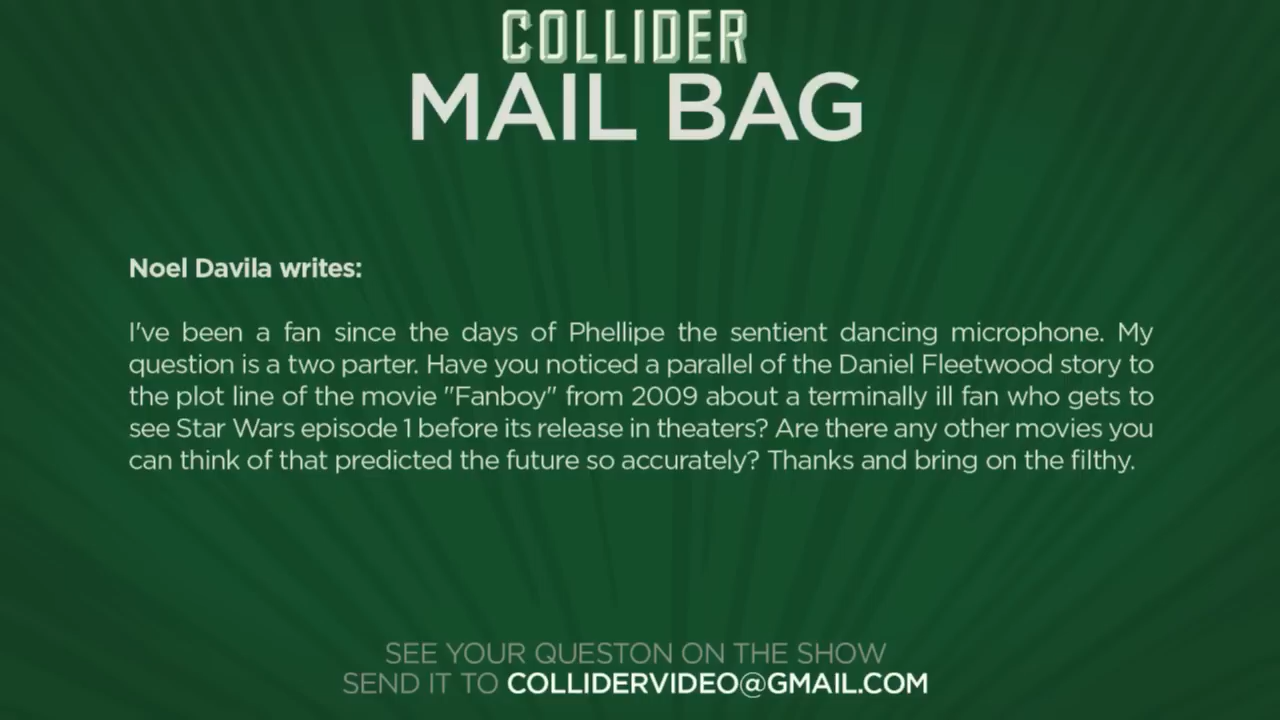 COLLIDER
MAIL BAG
Noel Davila writes:
I've been a fan since the days of Phellipe the sentient dancing microphone. My
question is a two parter. Have you noticed a parallel of the Daniel Fleetwood story to
the plot line of the movie "Fanboy" from 2009 about a terminally ill fan who gets to
see Star Wars episode 1 before its release in theaters? Are there any other movies you
can think of that predicted the future so accurately? Thanks and bring on the filthy.
SEE YOUR QUESTON ON THE SHOW
SEND IT TO COLLIDERVIDEO@GMAIL.COM